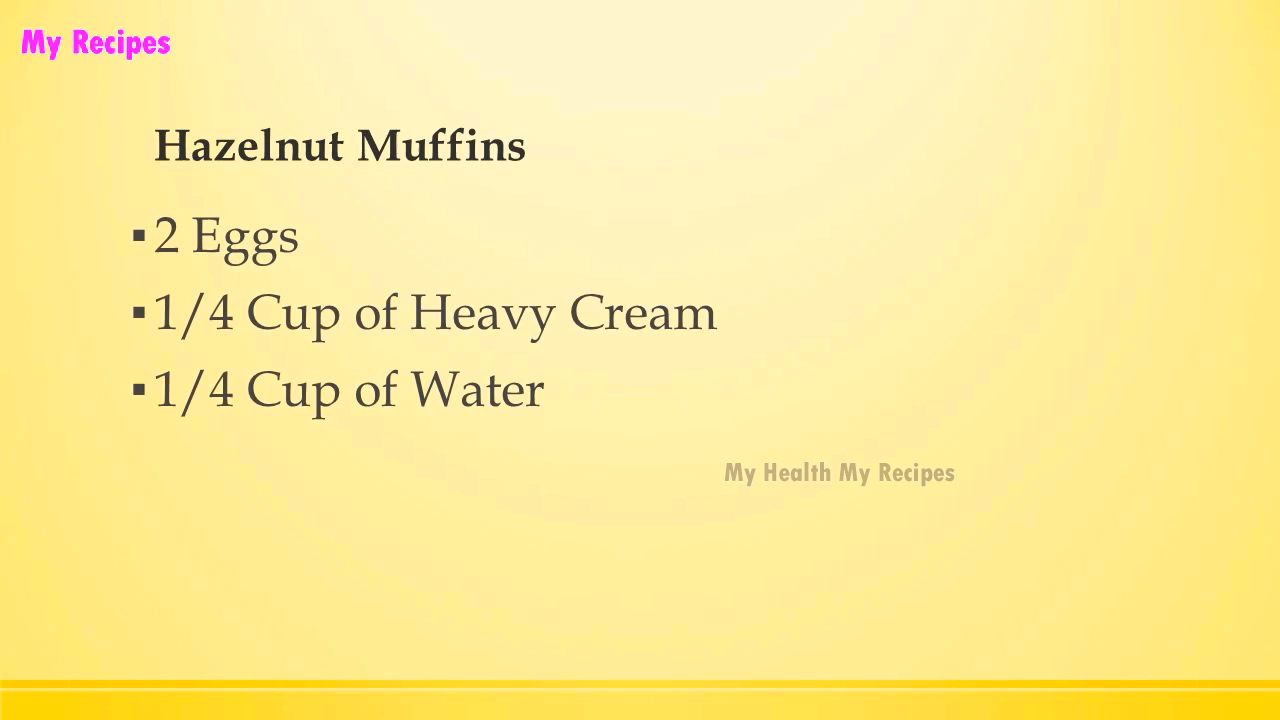 My Recipes
Hazelnut Muffins
▪2 Eggs
▪1/4 Cup of Heavy Cream
▪1/4 Cup of Water
My Health My Recipes